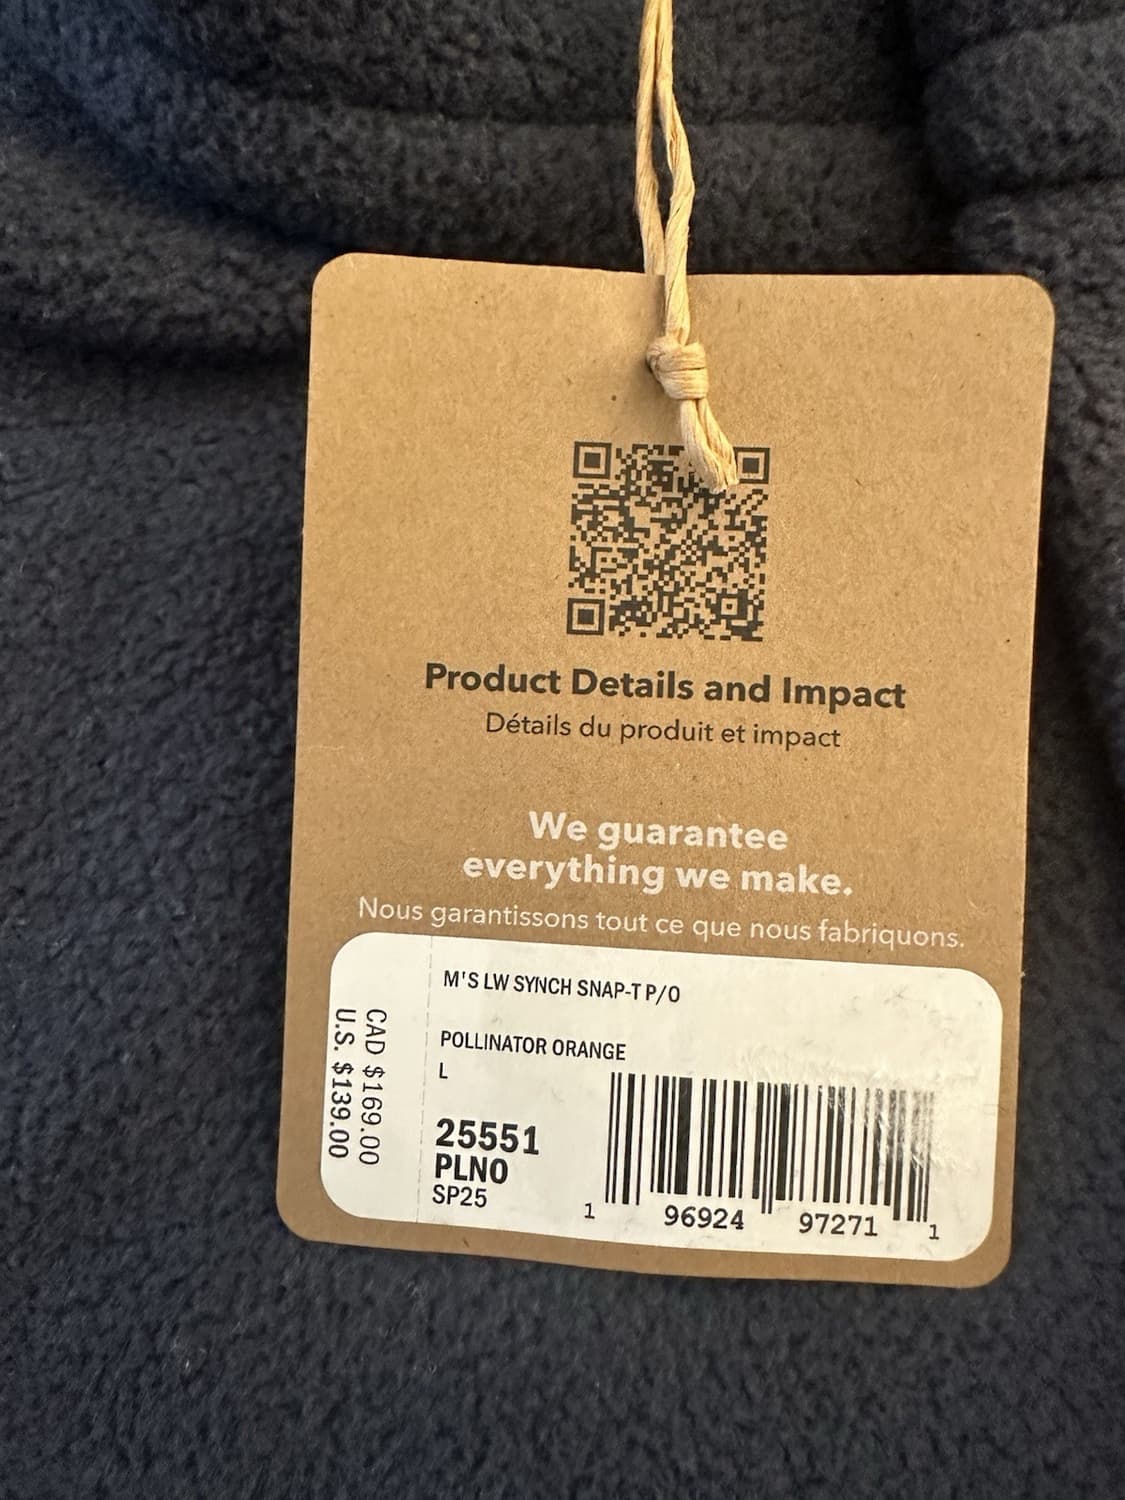 Product Details and Impact
Détails du produit et impact
We guarantee
everything we make.
Nous garantissons tout ce que nous fabriquons.
M'S LW SYNCH SNAP-T P/O
POLLINATOR ORANGE
L
25551
PLNO
SP25
1 96924 97271 1
CAD $169.00
U.S. $139.00